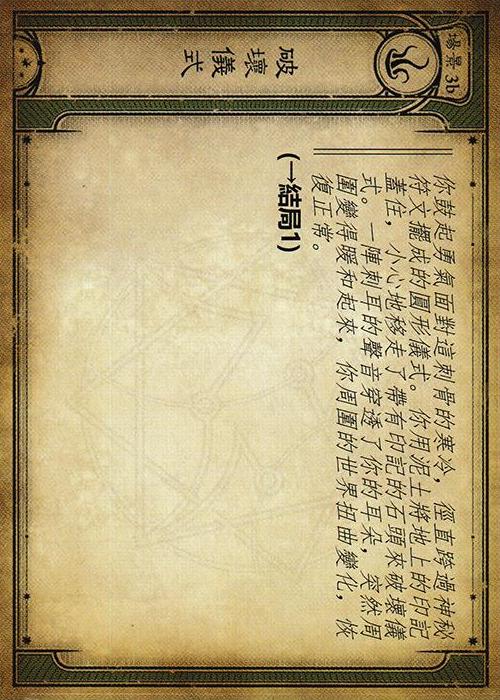 場景 3b
破壞儀式
你鼓起勇氣面對這刺骨的寒冷，徑直跨過神秘
符文擺成的圓形儀式。你用泥土將地上的印記
蓋住，小心地移走了帶有印記的石頭來破壞儀
式。一陣刺耳的聲音穿透了你的耳朵，突然周
圍變得暖和起來，你周圍的世界扭曲變化，恢
復正常。
(→結局1)